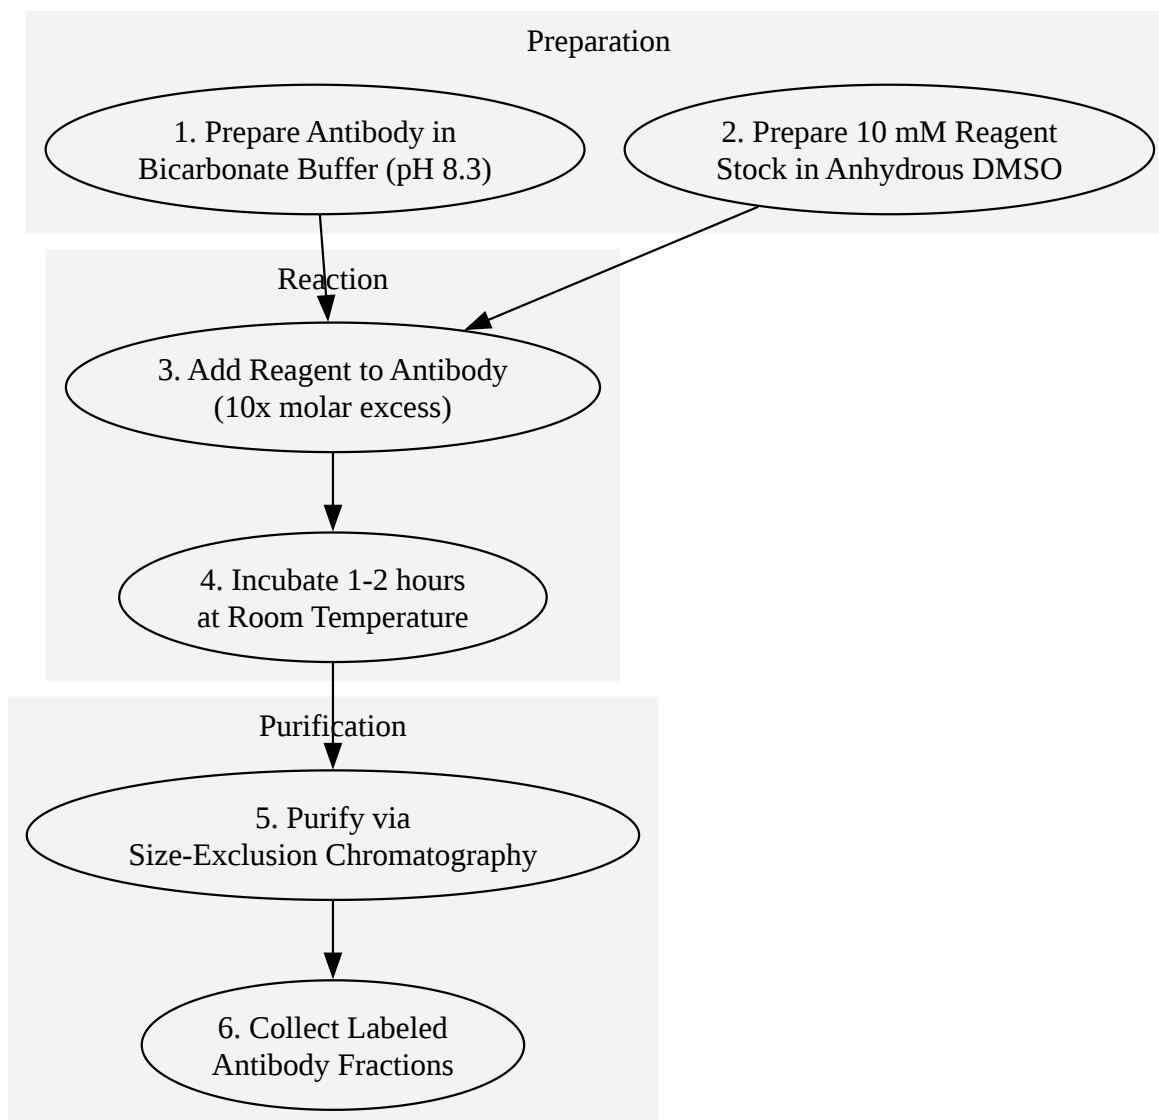 Preparation
1. Prepare Antibody in
Bicarbonate Buffer (pH 8.3)
2. Prepare 10 mM Reagent
Stock in Anhydrous DMSO
Reaction
3. Add Reagent to Antibody
(10x molar excess)
4. Incubate 1-2 hours
at Room Temperature
Purification
5. Purify via
Size-Exclusion Chromatography
6. Collect Labeled
Antibody Fractions